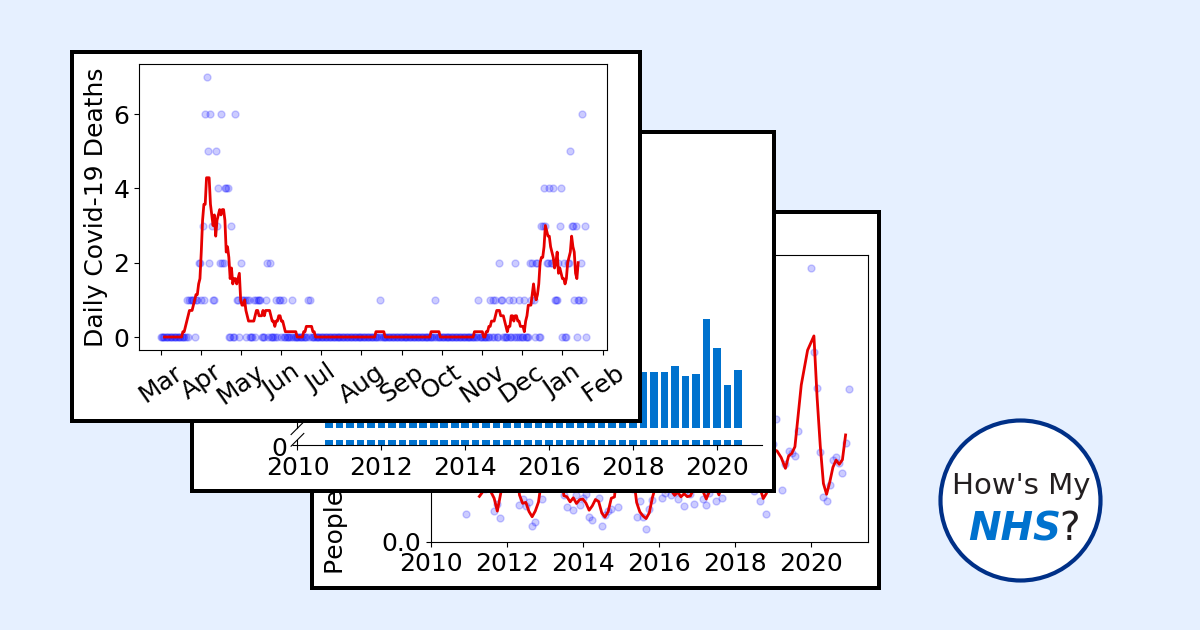 Daily Covid-19 Deaths
6
4
2
0
Mar Apr May Jun Jul Aug Sep Oct Nov Dec Jan Feb
0
2010 2012 2014 2016 2018 2020
People
0.0
2010 2012 2014 2016 2018 2020
How's My
NHS?